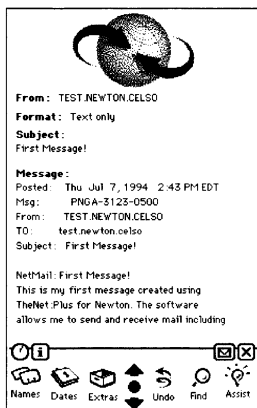 From: TEST.NEWTON.CELSO
Format: Text only
Subject:
First Message!
Message:
Posted: Thu Jul 7, 1994 2:43 PM EDT
Msg: PNGA-3123-0500
From: TEST.NEWTON.CELSO
TO: test.newton.celso
Subject: First Message!
NetMail: First Message!
This is my first message created using
TheNet:Plus for Newton. The software
allows me to send and receive mail including
Names Dates Extras Undo Find Assist